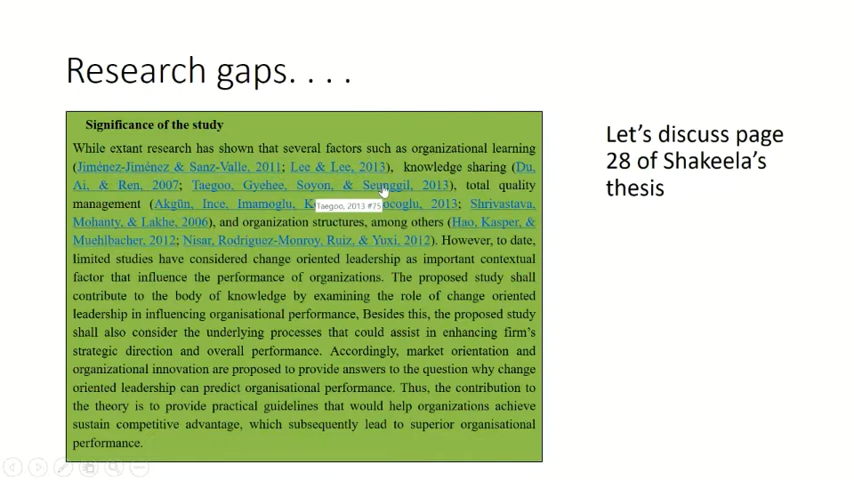 Research gaps. . . .
Significance of the study
While extant research has shown that several factors such as organizational learning
(Jiménez-Jiménez & Sanz-Valle, 2011; Lee & Lee, 2013), knowledge sharing (Du,
Ai, & Ren, 2007; Taegoo, Gyehee, Soyon, & Seunggil, 2013), total quality
management (Akgün, Ince, Imamoglu, K ocoglu, 2013; Shrivastava,
Taegoo, 2013 #75
Mohanty, & Lakhe, 2006), and organization structures, among others (Hao, Kasper, &
Muehlbacher, 2012; Nisar, Rodríguez-Monroy, Ruiz, & Yuxi, 2012). However, to date,
limited studies have considered change oriented leadership as important contextual
factor that influence the performance of organizations. The proposed study shall
contribute to the body of knowledge by examining the role of change oriented
leadership in influencing organisational performance, Besides this, the proposed study
shall also consider the underlying processes that could assist in enhancing firm's
strategic direction and overall performance. Accordingly, market orientation and
organizational innovation are proposed to provide answers to the question why change
oriented leadership can predict organisational performance. Thus, the contribution to
the theory is to provide practical guidelines that would help organizations achieve
sustain competitive advantage, which subsequently lead to superior organisational
performance.
Let's discuss page
28 of Shakeela's
thesis